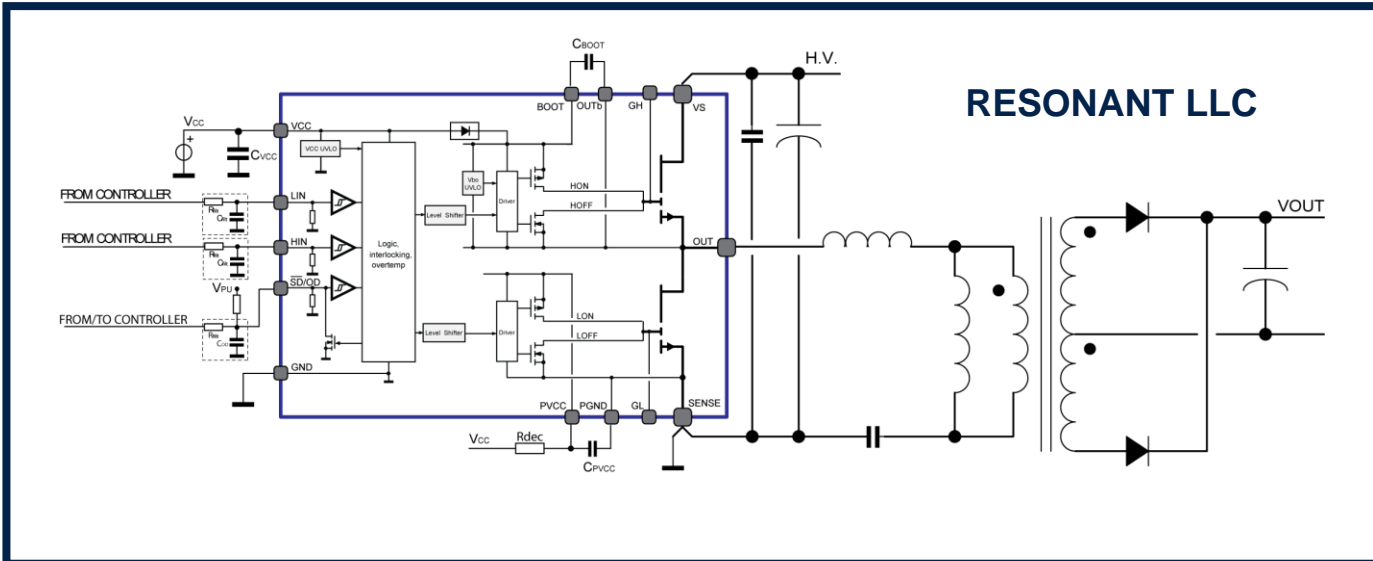 RESONANT LLC
CBOOT
H.V.
BOOT
OUTb
GH
VS
VCC
VCC
CVCC
VCC UVLO
FROM CONTROLLER
LIN
Vbo UVLO
Driver
HON
HOFF
Level Shifter
FROM CONTROLLER
HIN
Logic,
interlocking,
overtemp
OUT
VOUT
VPU
SD/OD
FROM/TO CONTROLLER
LON
LOFF
Level Shifter
Driver
GND
PVCC
PGND
GL
SENSE
VCC
Rdec
CPVCC